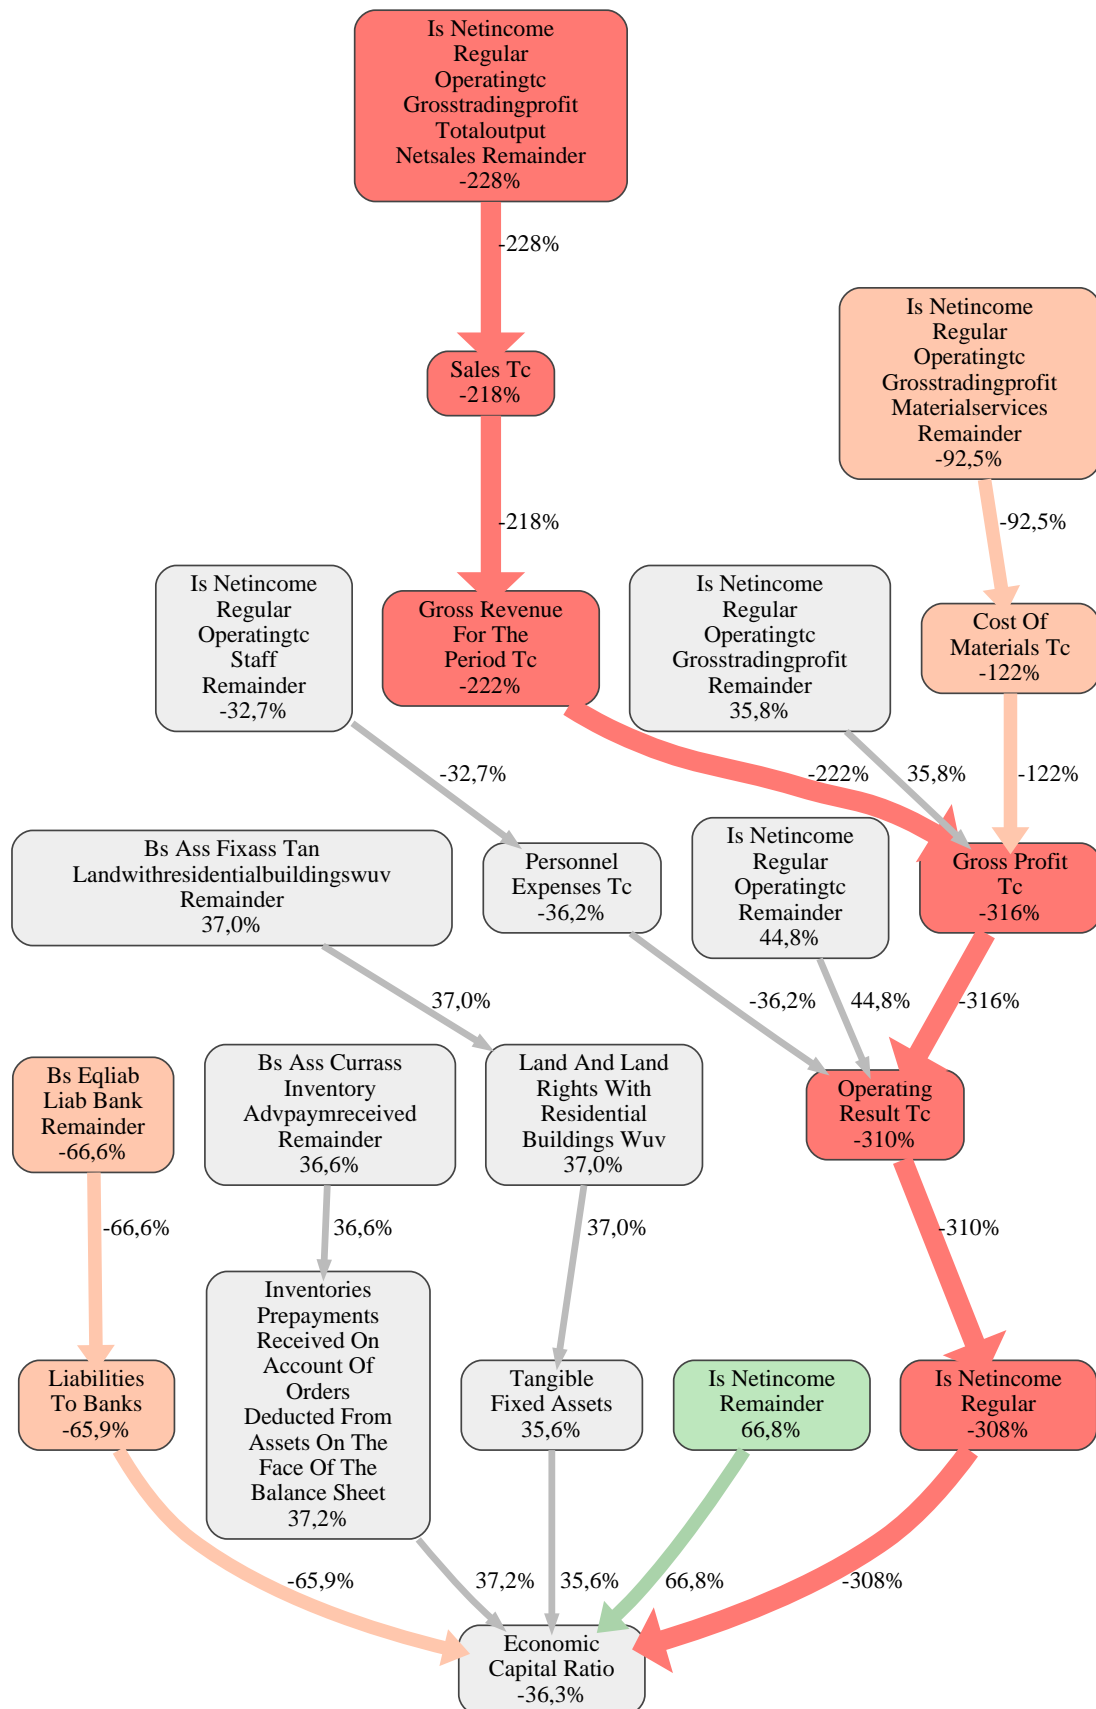 Is Netincome
Regular
Operatingtc
Grosstradingprofit
Totaloutput
Netsales Remainder
-228%
-228%
Sales Tc
-218%
Is Netincome
Regular
Operatingtc
Grosstradingprofit
Materialservices
Remainder
-92,5%
-218%
-92,5%
Is Netincome
Regular
Operatingtc
Staff
Remainder
-32,7%
Gross Revenue
For The
Period Tc
-222%
Is Netincome
Regular
Operatingtc
Grosstradingprofit
Remainder
35,8%
Cost Of
Materials Tc
-122%
-32,7%
-222%
35,8%
-122%
Bs Ass Fixass Tan
Landwithresidentialbuildingswuv
Remainder
37,0%
Personnel
Expenses Tc
-36,2%
Is Netincome
Regular
Operatingtc
Remainder
44,8%
Gross Profit
Tc
-316%
37,0%
-36,2%
44,8%
-316%
Bs Eqliab
Liab Bank
Remainder
-66,6%
Bs Ass Currass
Inventory
Advpaymreceived
Remainder
36,6%
Land And Land
Rights With
Residential
Buildings Wuv
37,0%
Operating
Result Tc
-310%
-66,6%
36,6%
37,0%
-310%
Liabilities
To Banks
-65,9%
Inventories
Prepayments
Received On
Account Of
Orders
Deducted From
Assets On The
Face Of The
Balance Sheet
37,2%
Tangible
Fixed Assets
35,6%
Is Netincome
Remainder
66,8%
Is Netincome
Regular
-308%
-65,9%
37,2%
35,6%
66,8%
-308%
Economic
Capital Ratio
-36,3%